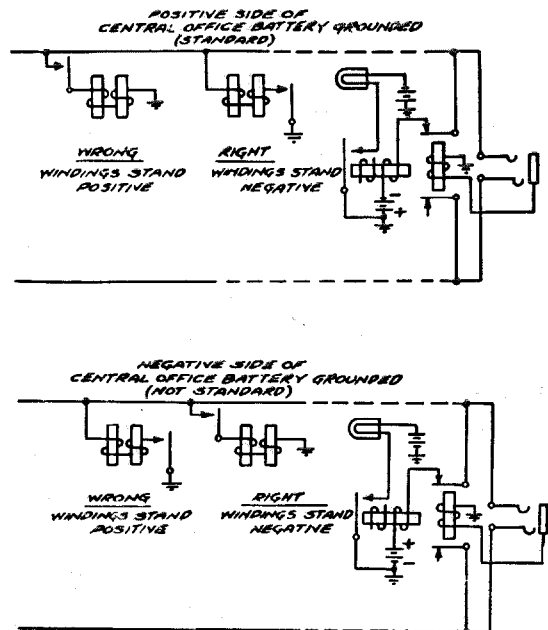 POSITIVE SIDE OF
CENTRAL OFFICE BATTERY GROUNDED
(STANDARD)
WRONG
WINDINGS STAND
POSITIVE
RIGHT
WINDINGS STAND
NEGATIVE
-
+
NEGATIVE SIDE OF
CENTRAL OFFICE BATTERY GROUNDED
(NOT STANDARD)
WRONG
WINDINGS STAND
POSITIVE
RIGHT
WINDINGS STAND
NEGATIVE
+
-